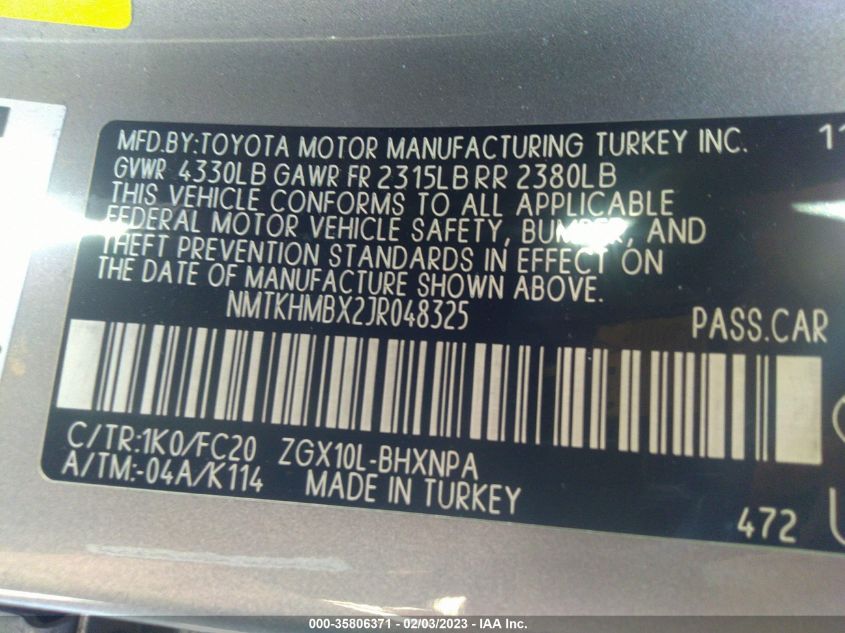 MFD.BY:TOYOTA MOTOR MANUFACTURING TURKEY INC. 11
GVWR 4330LB GAWR FR 2315LB RR 2380LB
THIS VEHICLE CONFORMS TO ALL APPLICABLE
FEDERAL MOTOR VEHICLE SAFETY, BUMPER, AND
THEFT PREVENTION STANDARDS IN EFFECT ON
THE DATE OF MANUFACTURE SHOWN ABOVE.
NMTKHMBX2JR048325 PASS.CAR
C/TR:1K0/FC20 ZGX10L-BHXNPA
A/TM:-04A/K114 MADE IN TURKEY
472
000-35806371 - 02/03/2023 - IAA Inc.